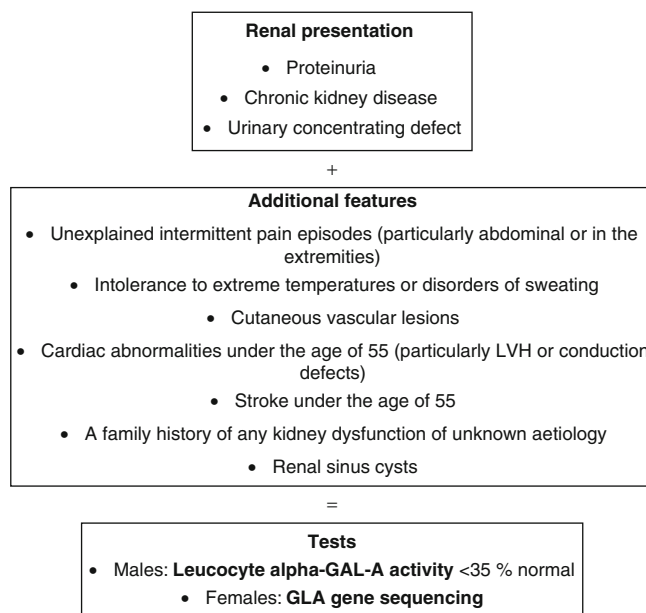 Renal presentation
• Proteinuria
• Chronic kidney disease
• Urinary concentrating defect
+
Additional features
• Unexplained intermittent pain episodes (particularly abdominal or in the
extremities)
• Intolerance to extreme temperatures or disorders of sweating
• Cutaneous vascular lesions
• Cardiac abnormalities under the age of 55 (particularly LVH or conduction
defects)
• Stroke under the age of 55
• A family history of any kidney dysfunction of unknown aetiology
• Renal sinus cysts
=
Tests
• Males: Leucocyte alpha-GAL-A activity <35 % normal
• Females: GLA gene sequencing